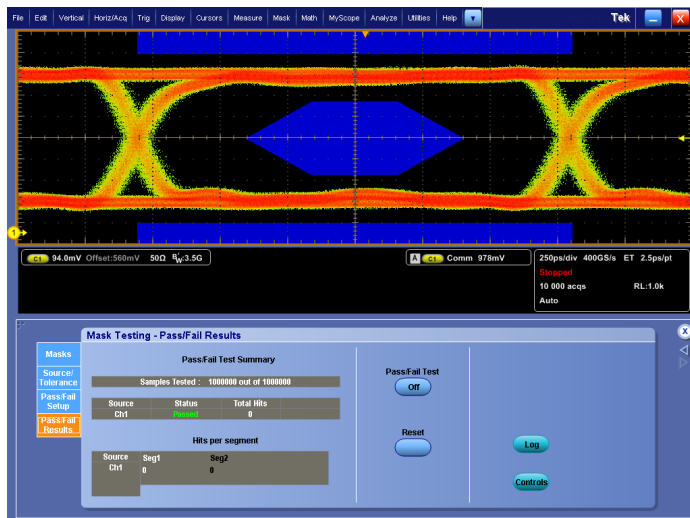 File Edit Vertical Horiz/Acq Trig Display Cursors Measure Mask Math MyScope Analyze Utilities Help Tek X
1
C1 94.0mV Offset:560mV 50Ω BW:3.5G
A C1 Comm 978mV
250ps/div 400GS/s ET 2.5ps/pt
Stopped
10 000 acqs RL:1.0k
Auto
Mask Testing - Pass/Fail Results
X
Masks
Source/
Tolerance
Pass/Fail
Setup
Pass/Fail
Results
Pass/Fail Test Summary
Samples Tested : 1000000 out of 1000000
Source Status Total Hits
Ch1 Passed 0
Hits per segment
Source Seg1 Seg2
Ch1 0 0
Pass/Fail Test
Off
Reset
Log
Controls